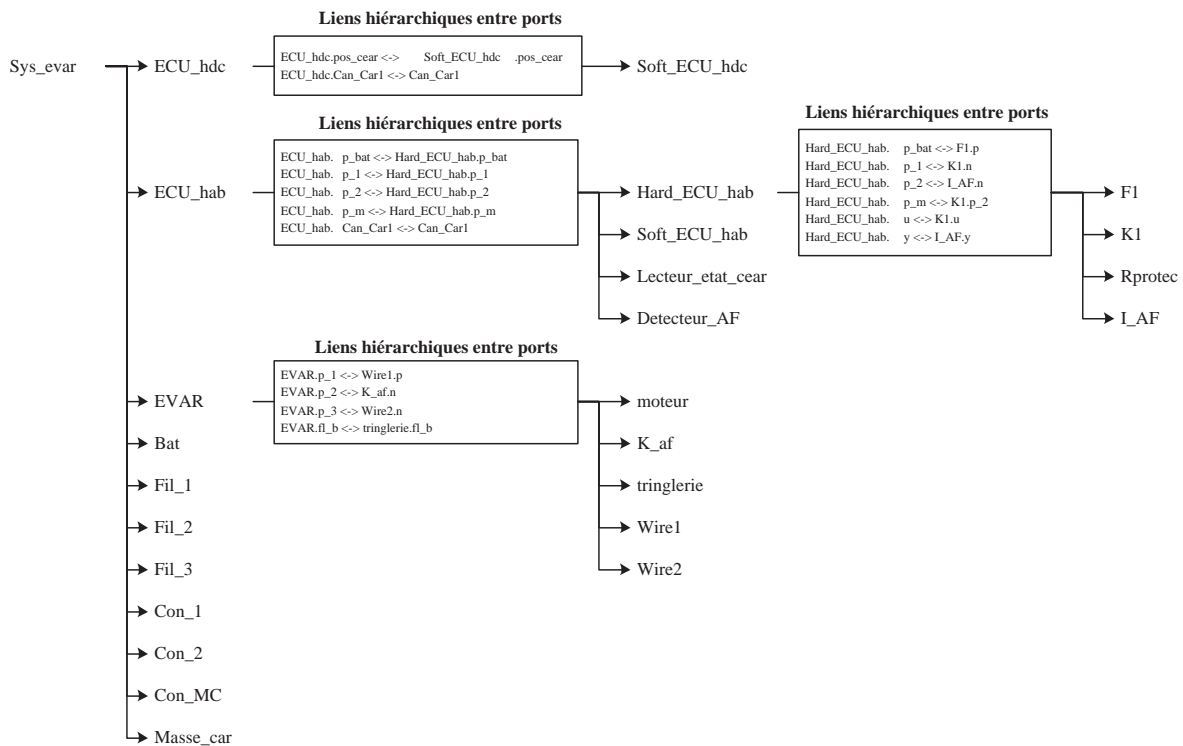 Liens hiérarchiques entre ports
Sys_evar
ECU_hdc
ECU_hdc.pos_cear <-> Soft_ECU_hdc .pos_cear
ECU_hdc.Can_Car1 <-> Can_Car1
Soft_ECU_hdc
Liens hiérarchiques entre ports
ECU_hab
ECU_hab. p_bat <-> Hard_ECU_hab.p_bat
ECU_hab. p_1 <-> Hard_ECU_hab.p_1
ECU_hab. p_2 <-> Hard_ECU_hab.p_2
ECU_hab. p_m <-> Hard_ECU_hab.p_m
ECU_hab. Can_Car1 <-> Can_Car1
Hard_ECU_hab
Soft_ECU_hab
Lecteur_etat_cear
Detecteur_AF
Liens hiérarchiques entre ports
Hard_ECU_hab. p_bat <-> F1.p
Hard_ECU_hab. p_1 <-> K1.n
Hard_ECU_hab. p_2 <-> I_AF.n
Hard_ECU_hab. p_m <-> K1.p_2
Hard_ECU_hab. u <-> K1.u
Hard_ECU_hab. y <-> I_AF.y
F1
K1
Rprotec
I_AF
Liens hiérarchiques entre ports
EVAR
EVAR.p_1 <-> Wire1.p
EVAR.p_2 <-> K_af.n
EVAR.p_3 <-> Wire2.n
EVAR.fl_b <-> tringlerie.fl_b
moteur
K_af
tringlerie
Wire1
Wire2
Bat
Fil_1
Fil_2
Fil_3
Con_1
Con_2
Con_MC
Masse_car